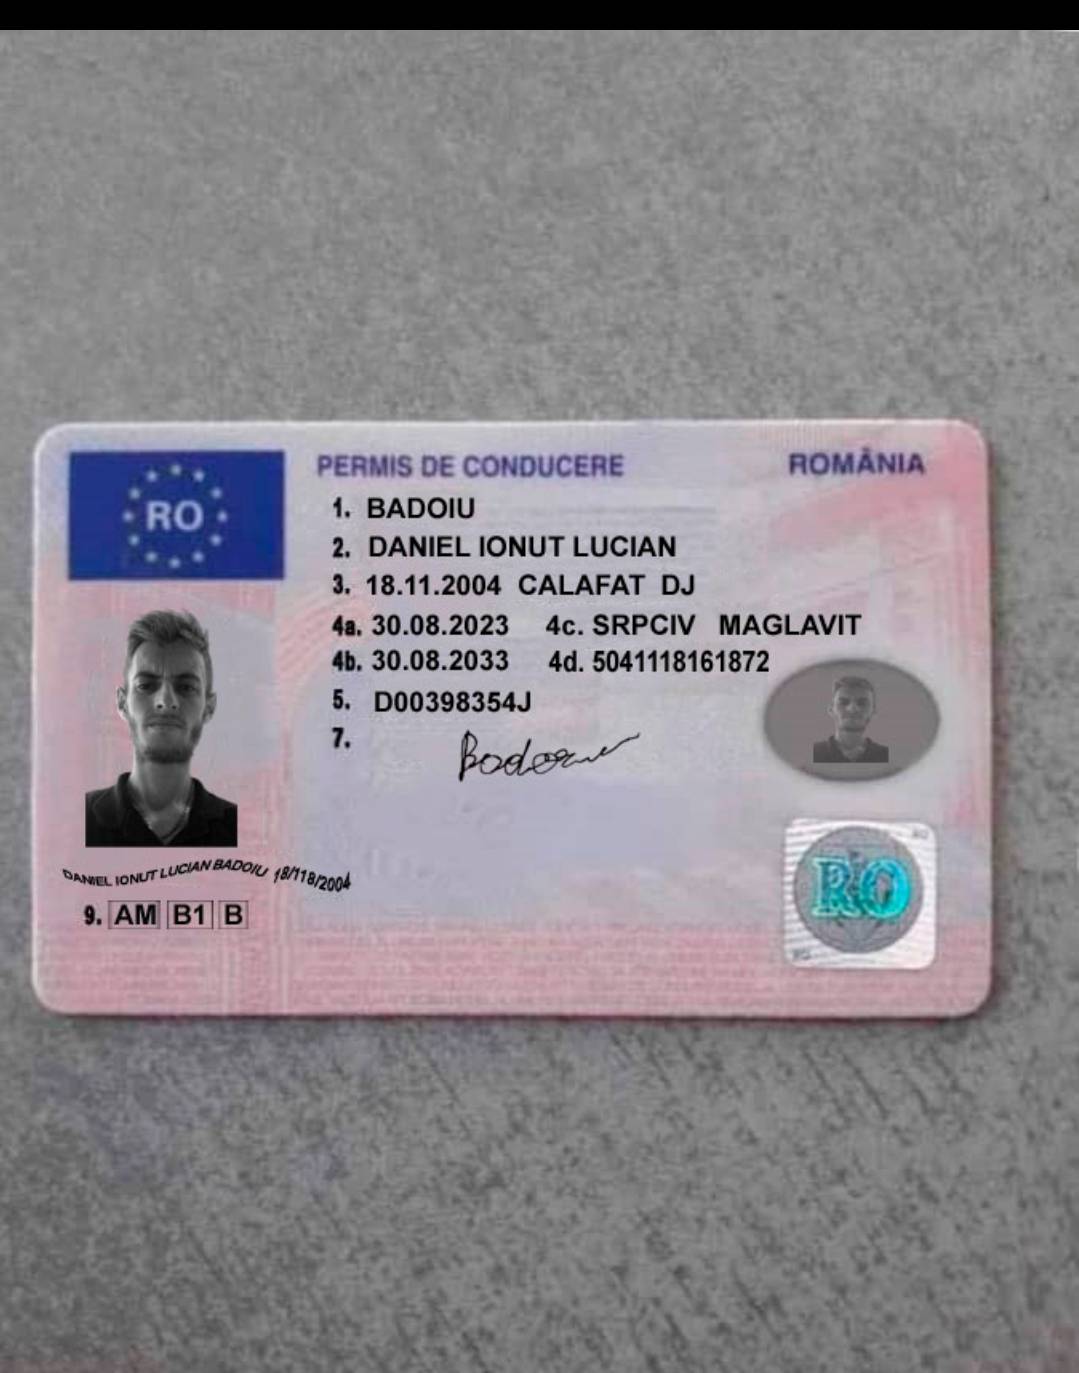 RO
PERMIS DE CONDUCERE ROMÂNIA
1. BADOIU
2. DANIEL IONUT LUCIAN
3. 18.11.2004 CALAFAT DJ
4a. 30.08.2023 4c. SRPCIV MAGLAVIT
4b. 30.08.2033 4d. 5041118161872
5. D00398354J
7.
DANIEL IONUT LUCIAN BADOIU 18/118/2004
9. AM B1 B
RO